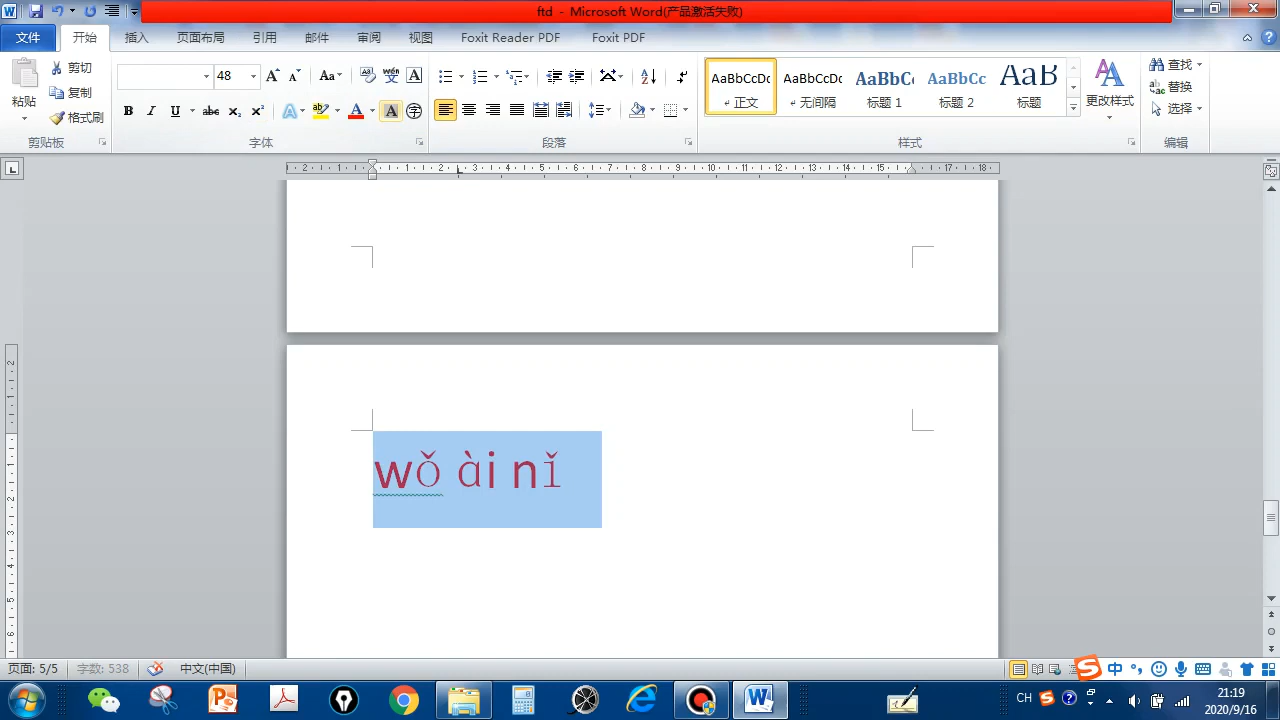 ftd - Microsoft Word(产品激活失败)
文件 开始 插入 页面布局 引用 邮件 审阅 视图 Foxit Reader PDF Foxit PDF
粘贴 剪切 复制 格式刷
48
AaBbCcDc AaBbCcDc AaBbC AaBbCc AaB
正文 无间隔 标题 1 标题 2 标题 更改样式
查找 替换 选择
剪贴板 字体 段落 样式 编辑
wǒ ài nǐ
页面: 5/5 字数: 538 中文(中国)
中
CH 21:19
2020/9/16